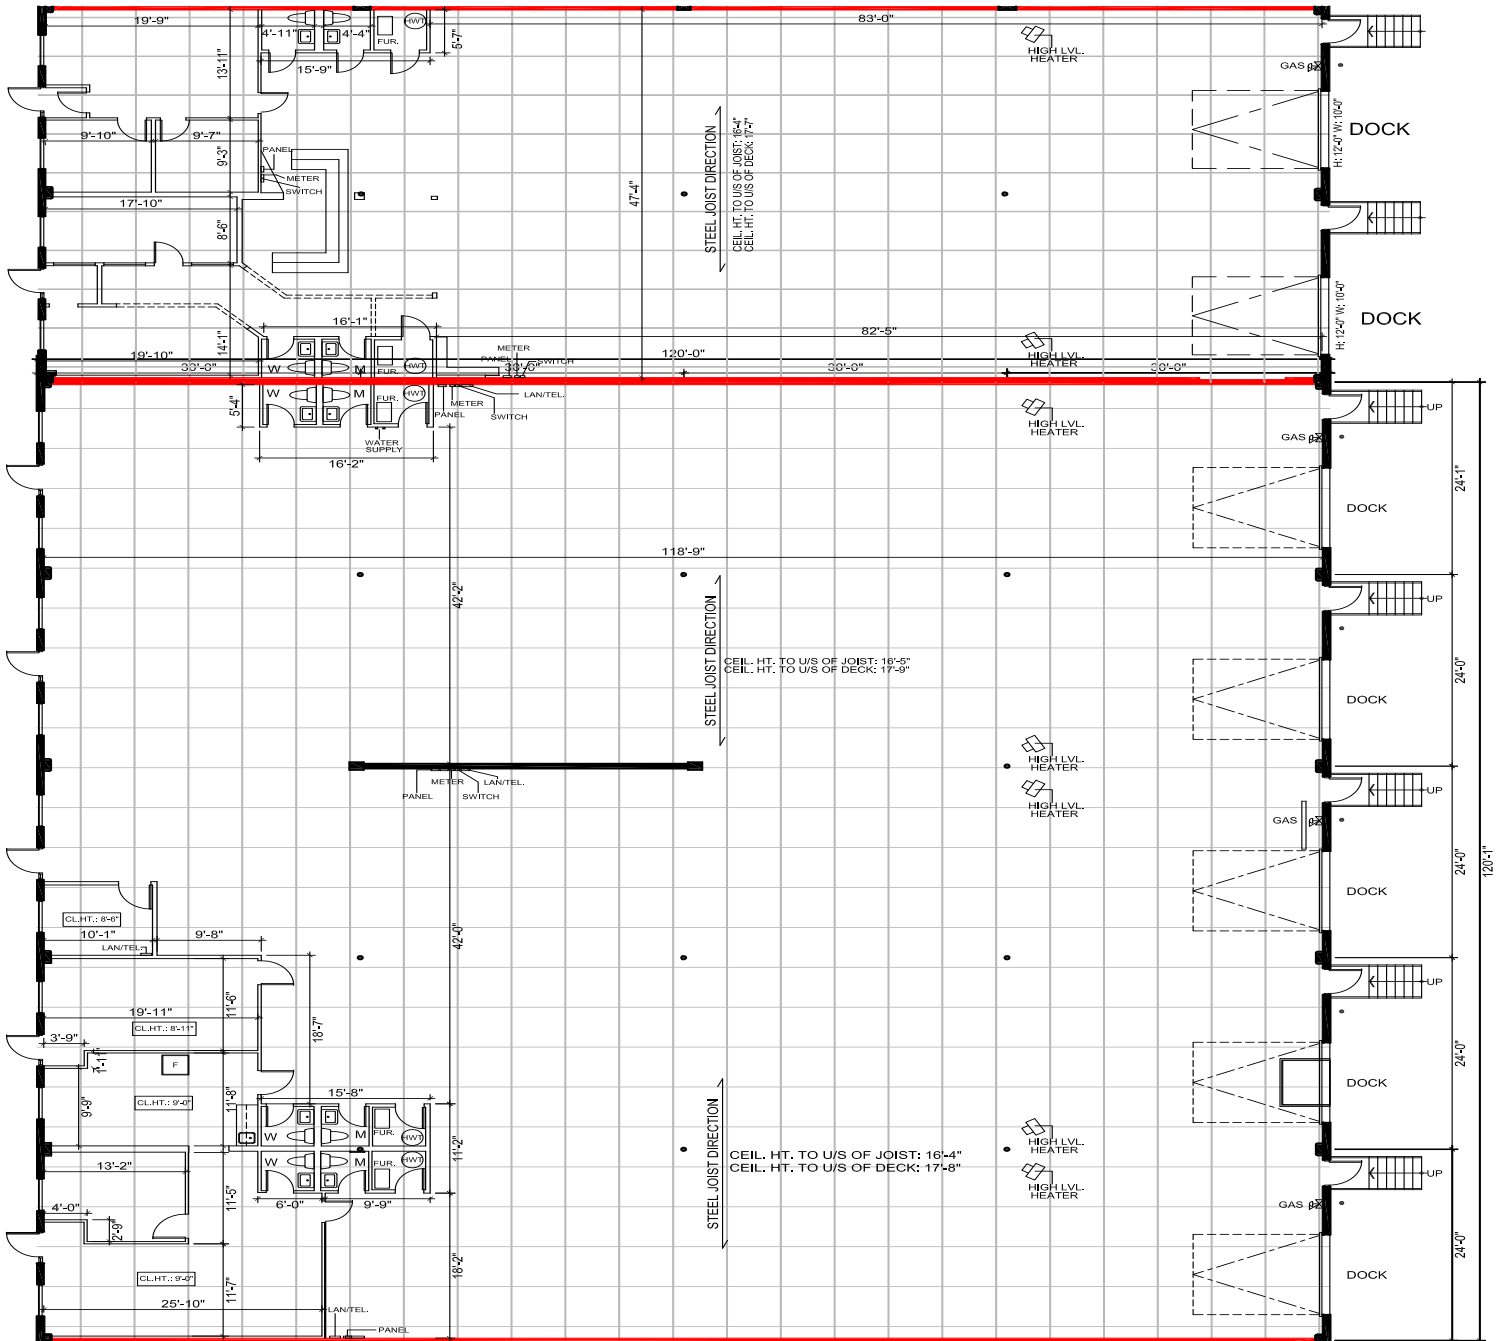 19'-9"
4'-11"
4'-4"
FUR.
HWT
5'-7"
83'-0"
HIGH LVL.
HEATER
GAS
13'-11"
15'-9"
DOCK
H: 12'-0" W: 10'-0"
9'-10"
9'-7"
9'-3"
PANEL
METER
SWITCH
17'-10"
8'-6"
47'-4"
STEEL JOIST DIRECTION
CEIL. HT. TO U/S OF JOIST: 16'-4"
CEIL. HT. TO U/S OF DECK: 17'-7"
DOCK
H: 12'-0" W: 10'-0"
16'-1"
82'-5"
14'-1"
HIGH LVL.
HEATER
METER
PANEL
SWITCH
19'-10"
120'-0"
W
M
FUR.
HWT
30'-0"
30'-0"
30'-0"
W
M
FUR.
HWT
5'-4"
LAN/TEL.
METER
PANEL
SWITCH
WATER
SUPPLY
16'-2"
HIGH LVL.
HEATER
GAS
UP
24'-1"
DOCK
118'-9"
42'-2"
STEEL JOIST DIRECTION
CEIL. HT. TO U/S OF JOIST: 16'-5"
CEIL. HT. TO U/S OF DECK: 17'-9"
UP
24'-0"
DOCK
METER
LAN/TEL.
PANEL
SWITCH
HIGH LVL.
HEATER
HIGH LVL.
HEATER
GAS
UP
24'-0"
120'-1"
DOCK
CL.HT.: 8'-6"
10'-1"
9'-8"
LAN/TEL.
42'-0"
11'-6"
19'-11"
CL.HT.: 8'-11"
18'-7"
UP
24'-0"
DOCK
3'-9"
1'-11"
F
9'-9"
CL.HT.: 9'-0"
11'-8"
15'-8"
W
M
FUR.
HWT
W
M
FUR.
HWT
11'-2"
13'-2"
11'-5"
4'-0"
2'-9"
6'-0"
9'-9"
STEEL JOIST DIRECTION
CEIL. HT. TO U/S OF JOIST: 16'-4"
CEIL. HT. TO U/S OF DECK: 17'-8"
HIGH LVL.
HEATER
HIGH LVL.
HEATER
GAS
UP
24'-0"
DOCK
18'-2"
CL.HT.: 9'-0"
11'-7"
25'-10"
LAN/TEL.
PANEL